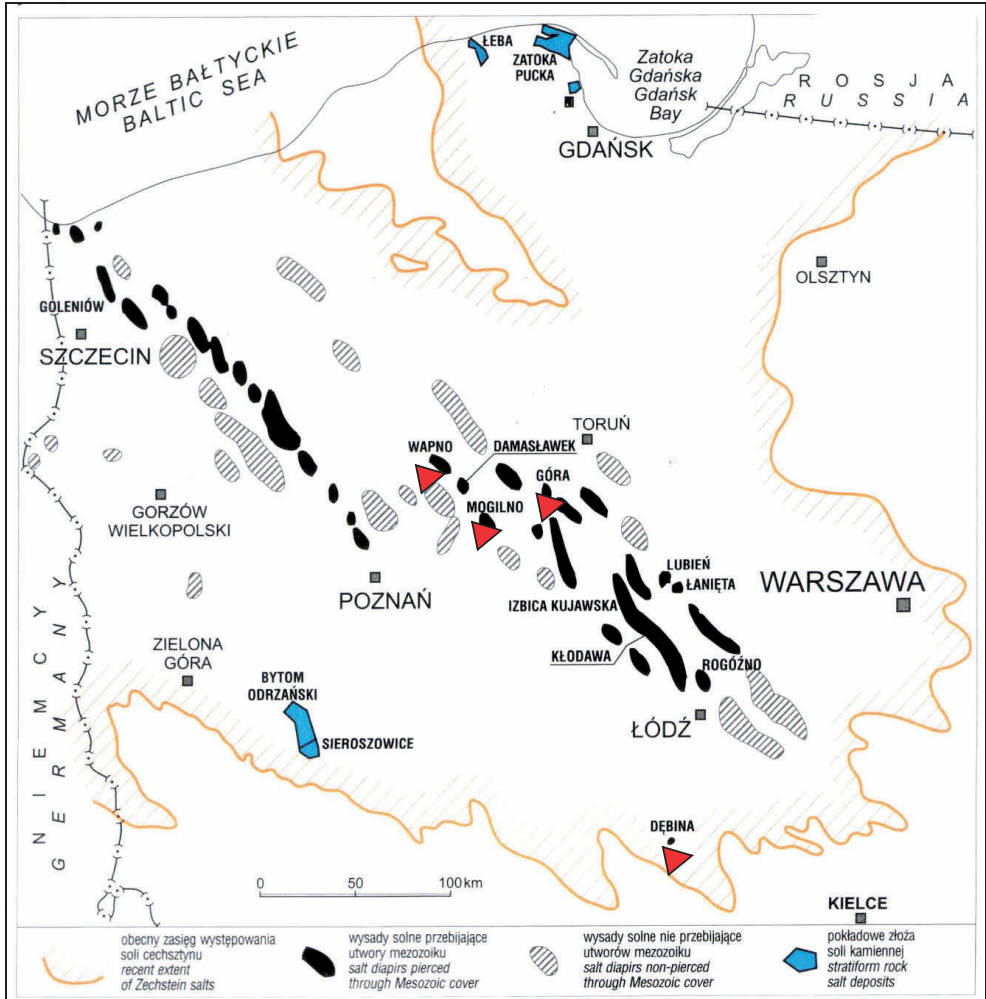 MORZE BAŁTYCKIE
BALTIC SEA
ŁEBA
ZATOKA
PUCKA
Zatoka
Gdańska
Gdańsk
Bay
ROSJA
RUSSIA
GDAŃSK
OLSZTYN
GOLENIÓW
SZCZECIN
TORUŃ
WAPNO
DAMASŁAWEK
GÓRA
MOGILNO
GORZÓW
WIELKOPOLSKI
LUBIEŃ
ŁANIĘTA
WARSZAWA
POZNAŃ
IZBICA KUJAWSKA
ZIELONA
GÓRA
KŁODAWA
ROGÓŹNO
BYTOM
ODRZAŃSKI
SIEROSZOWICE
ŁÓDŹ
GNIEMACY
GERMANY
DĘBINA
0 50 100 km
KIELCE
obecny zasięg występowania
soli cechsztynu
recent extent
of Zechstein salts
wysady solne przebijające
utwory mezozoiku
salt diapirs pierced
through Mesozoic cover
wysady solne nie przebijające
utworów mezozoiku
salt diapirs non-pierced
through Mesozoic cover
pokładowe złoża
soli kamiennej
stratiform rock
salt deposits